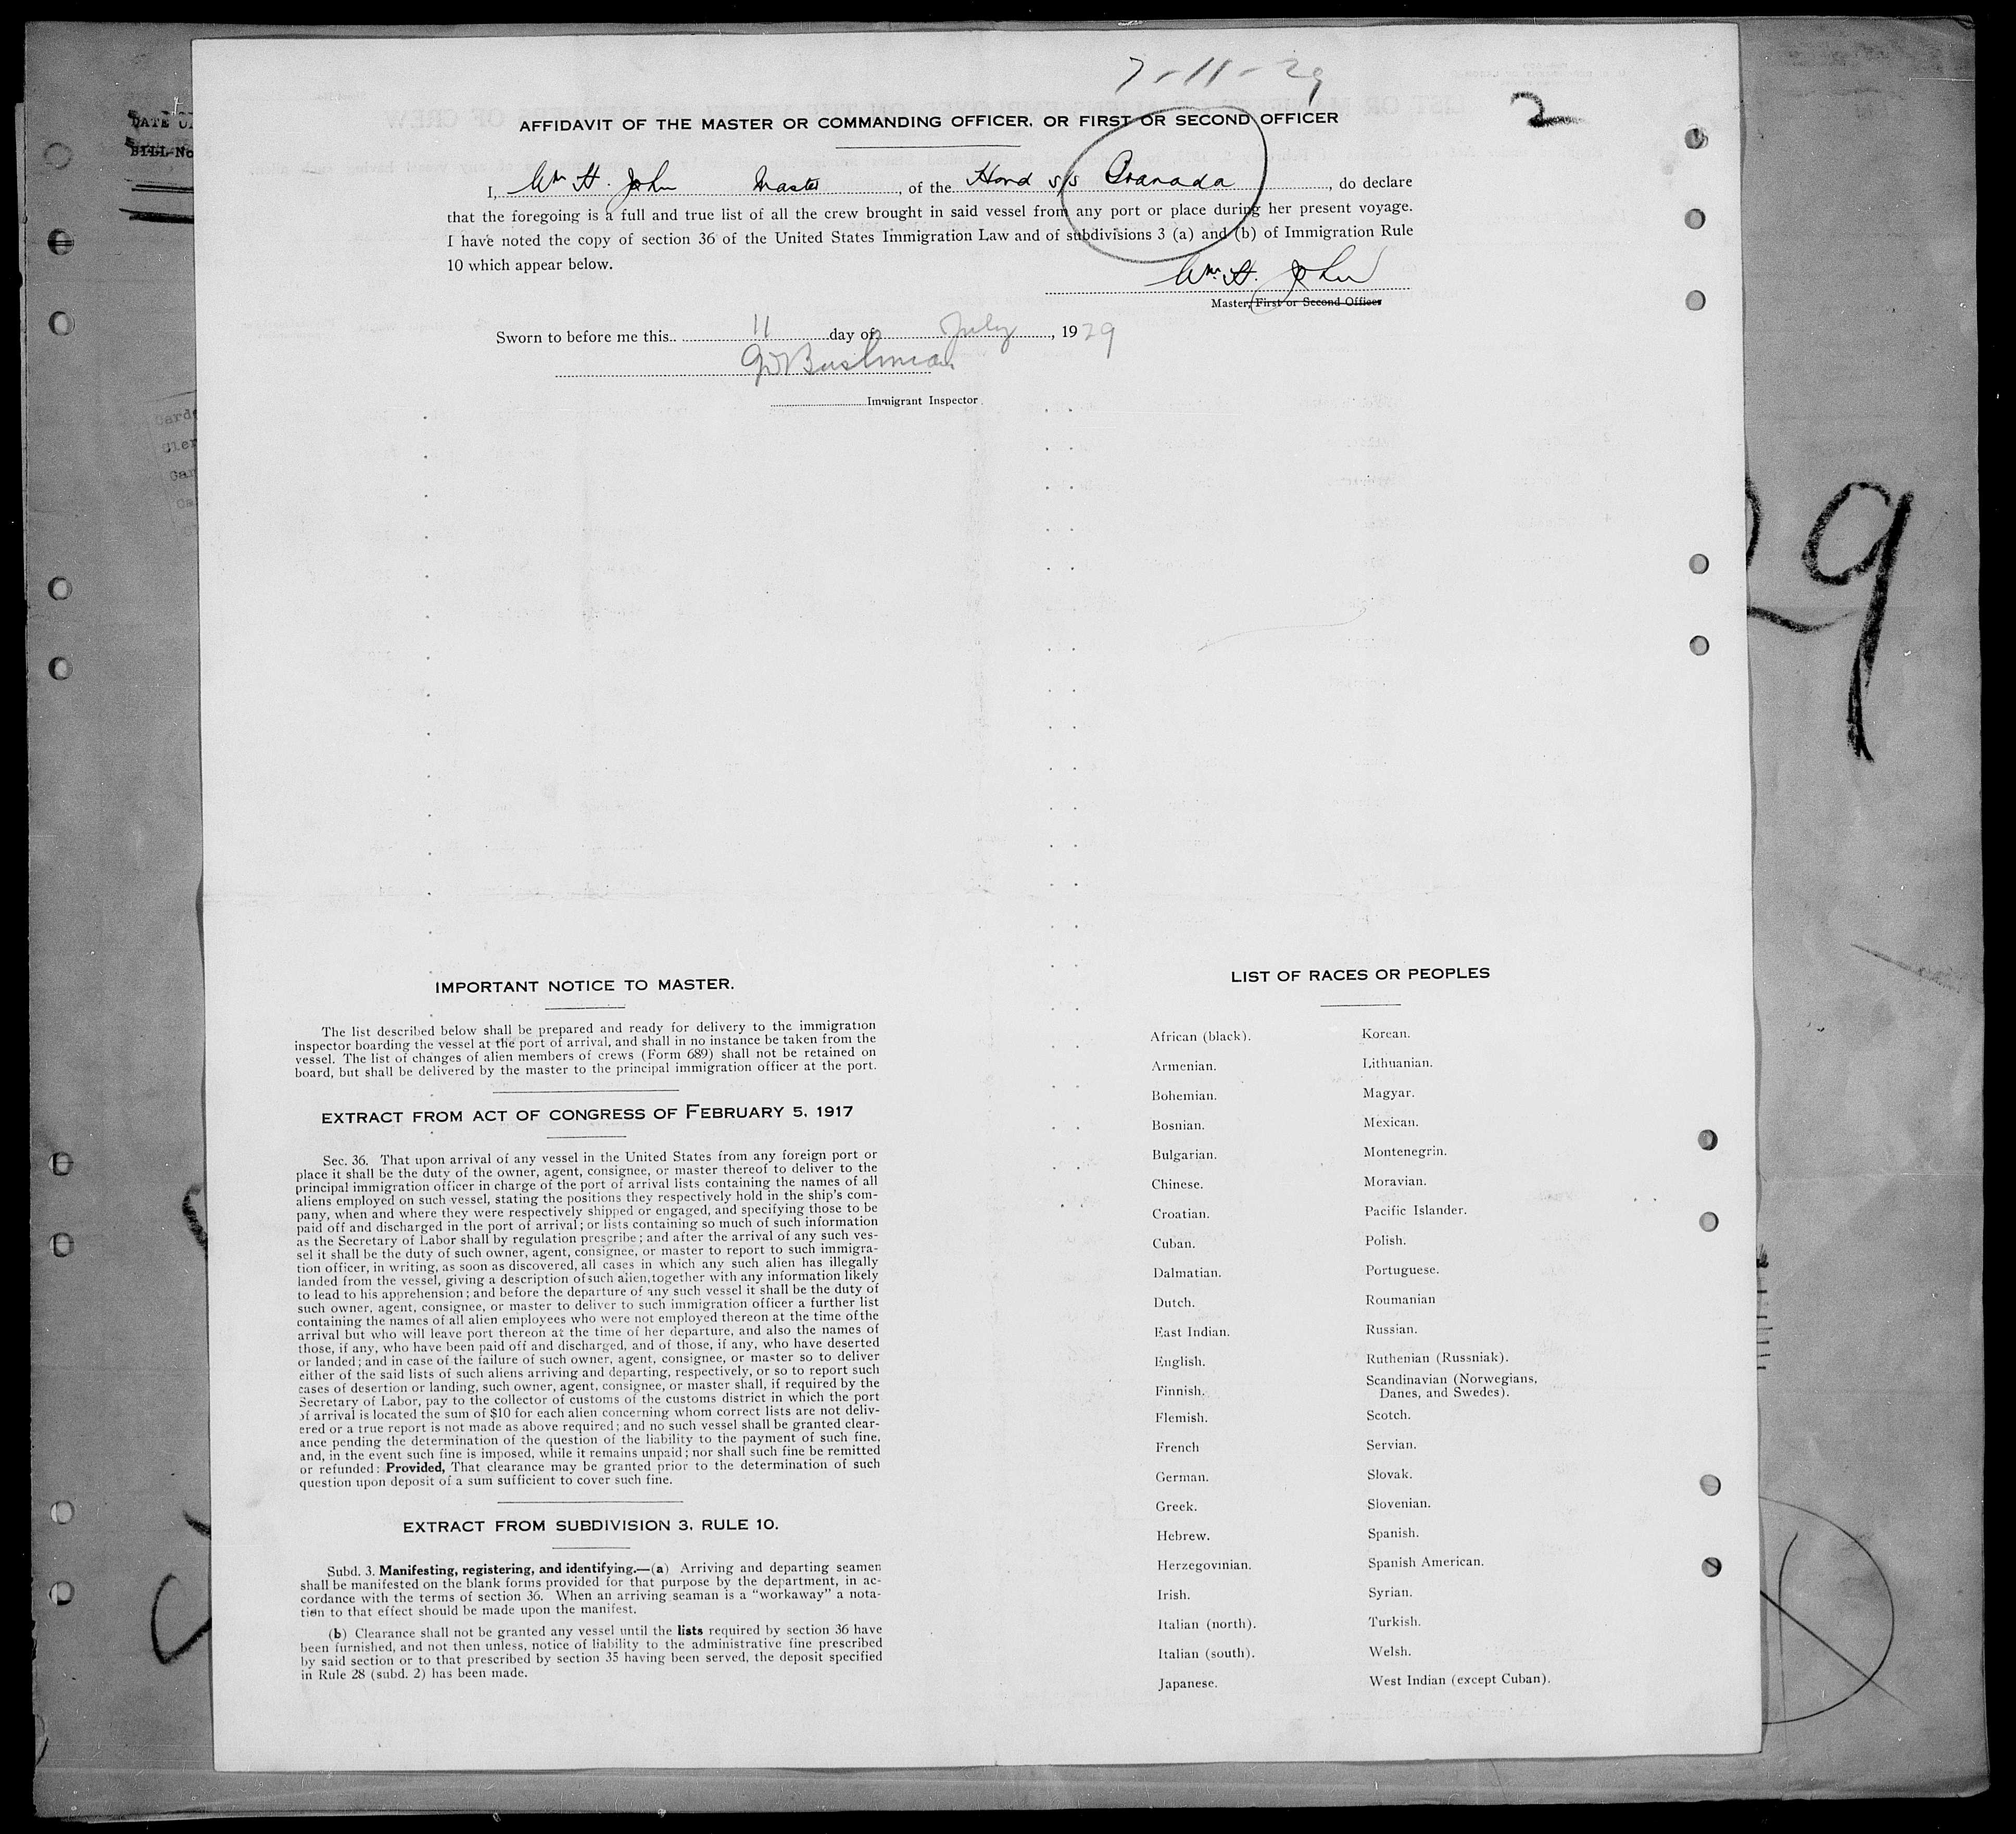 7-11-29
2
AFFIDAVIT OF THE MASTER OR COMMANDING OFFICER, OR FIRST OR SECOND OFFICER
I, Wm H. John Master, of the Hond s/s Granada, do declare
that the foregoing is a full and true list of all the crew brought in said vessel from any port or place during her present voyage.
I have noted the copy of section 36 of the United States Immigration Law and of subdivisions 3 (a) and (b) of Immigration Rule
10 which appear below.
Wm. H. John
Master, First or Second Officer
Sworn to before me this 11 day of July, 1929
Bushman
Immigrant Inspector
DATE
BILL No
29
IMPORTANT NOTICE TO MASTER.
The list described below shall be prepared and ready for delivery to the immigration
inspector boarding the vessel at the port of arrival, and shall in no instance be taken from the
vessel. The list of changes of alien members of crews (Form 689) shall not be retained on
board, but shall be delivered by the master to the principal immigration officer at the port.
EXTRACT FROM ACT OF CONGRESS OF FEBRUARY 5, 1917
Sec. 36. That upon arrival of any vessel in the United States from any foreign port or
place it shall be the duty of the owner, agent, consignee, or master thereof to deliver to the
principal immigration officer in charge of the port of arrival lists containing the names of all
aliens employed on such vessel, stating the positions they respectively hold in the ship's com-
pany, when and where they were respectively shipped or engaged, and specifying those to be
paid off and discharged in the port of arrival; or lists containing so much of such information
as the Secretary of Labor shall by regulation prescribe; and after the arrival of any such ves-
sel it shall be the duty of such owner, agent, consignee, or master to report to such immigra-
tion officer, in writing, as soon as discovered, all cases in which any such alien has illegally
landed from the vessel, giving a description of such alien, together with any information likely
to lead to his apprehension; and before the departure of any such vessel it shall be the duty of
such owner, agent, consignee, or master to deliver to such immigration officer a further list
containing the names of all alien employees who were not employed thereon at the time of the
arrival but who will leave port thereon at the time of her departure, and also the names of
those, if any, who have been paid off and discharged, and of those, if any, who have deserted
or landed; and in case of the failure of such owner, agent, consignee, or master so to deliver
either of the said lists of such aliens arriving and departing, respectively, or so to report such
cases of desertion or landing, such owner, agent, consignee, or master shall, if required by the
Secretary of Labor, pay to the collector of customs of the customs district in which the port
of arrival is located the sum of $10 for each alien concerning whom correct lists are not deliv-
ered or a true report is not made as above required; and no such vessel shall be granted clear-
ance pending the determination of the question of the liability to the payment of such fine,
and, in the event such fine is imposed, while it remains unpaid; nor shall such fine be remitted
or refunded: Provided, That clearance may be granted prior to the determination of such
question upon deposit of a sum sufficient to cover such fine.
EXTRACT FROM SUBDIVISION 3, RULE 10.
Subd. 3. Manifesting, registering, and identifying.—(a) Arriving and departing seamen
shall be manifested on the blank forms provided for that purpose by the department, in ac-
cordance with the terms of section 36. When an arriving seaman is a "workaway" a nota-
tion to that effect should be made upon the manifest.
(b) Clearance shall not be granted any vessel until the lists required by section 36 have
been furnished, and not then unless, notice of liability to the administrative fine prescribed
by said section or to that prescribed by section 35 having been served, the deposit specified
in Rule 28 (subd. 2) has been made.
LIST OF RACES OR PEOPLES
African (black).
Armenian.
Bohemian.
Bosnian.
Bulgarian.
Chinese.
Croatian.
Cuban.
Dalmatian.
Dutch.
East Indian.
English.
Finnish.
Flemish.
French
German.
Greek.
Hebrew.
Herzegovinian.
Irish.
Italian (north).
Italian (south).
Japanese.
Korean.
Lithuanian.
Magyar.
Mexican.
Montenegrin.
Moravian.
Pacific Islander.
Polish.
Portuguese.
Roumanian
Russian.
Ruthenian (Russniak).
Scandinavian (Norwegians,
Danes, and Swedes).
Scotch.
Servian.
Slovak.
Slovenian.
Spanish.
Spanish American.
Syrian.
Turkish.
Welsh.
West Indian (except Cuban).